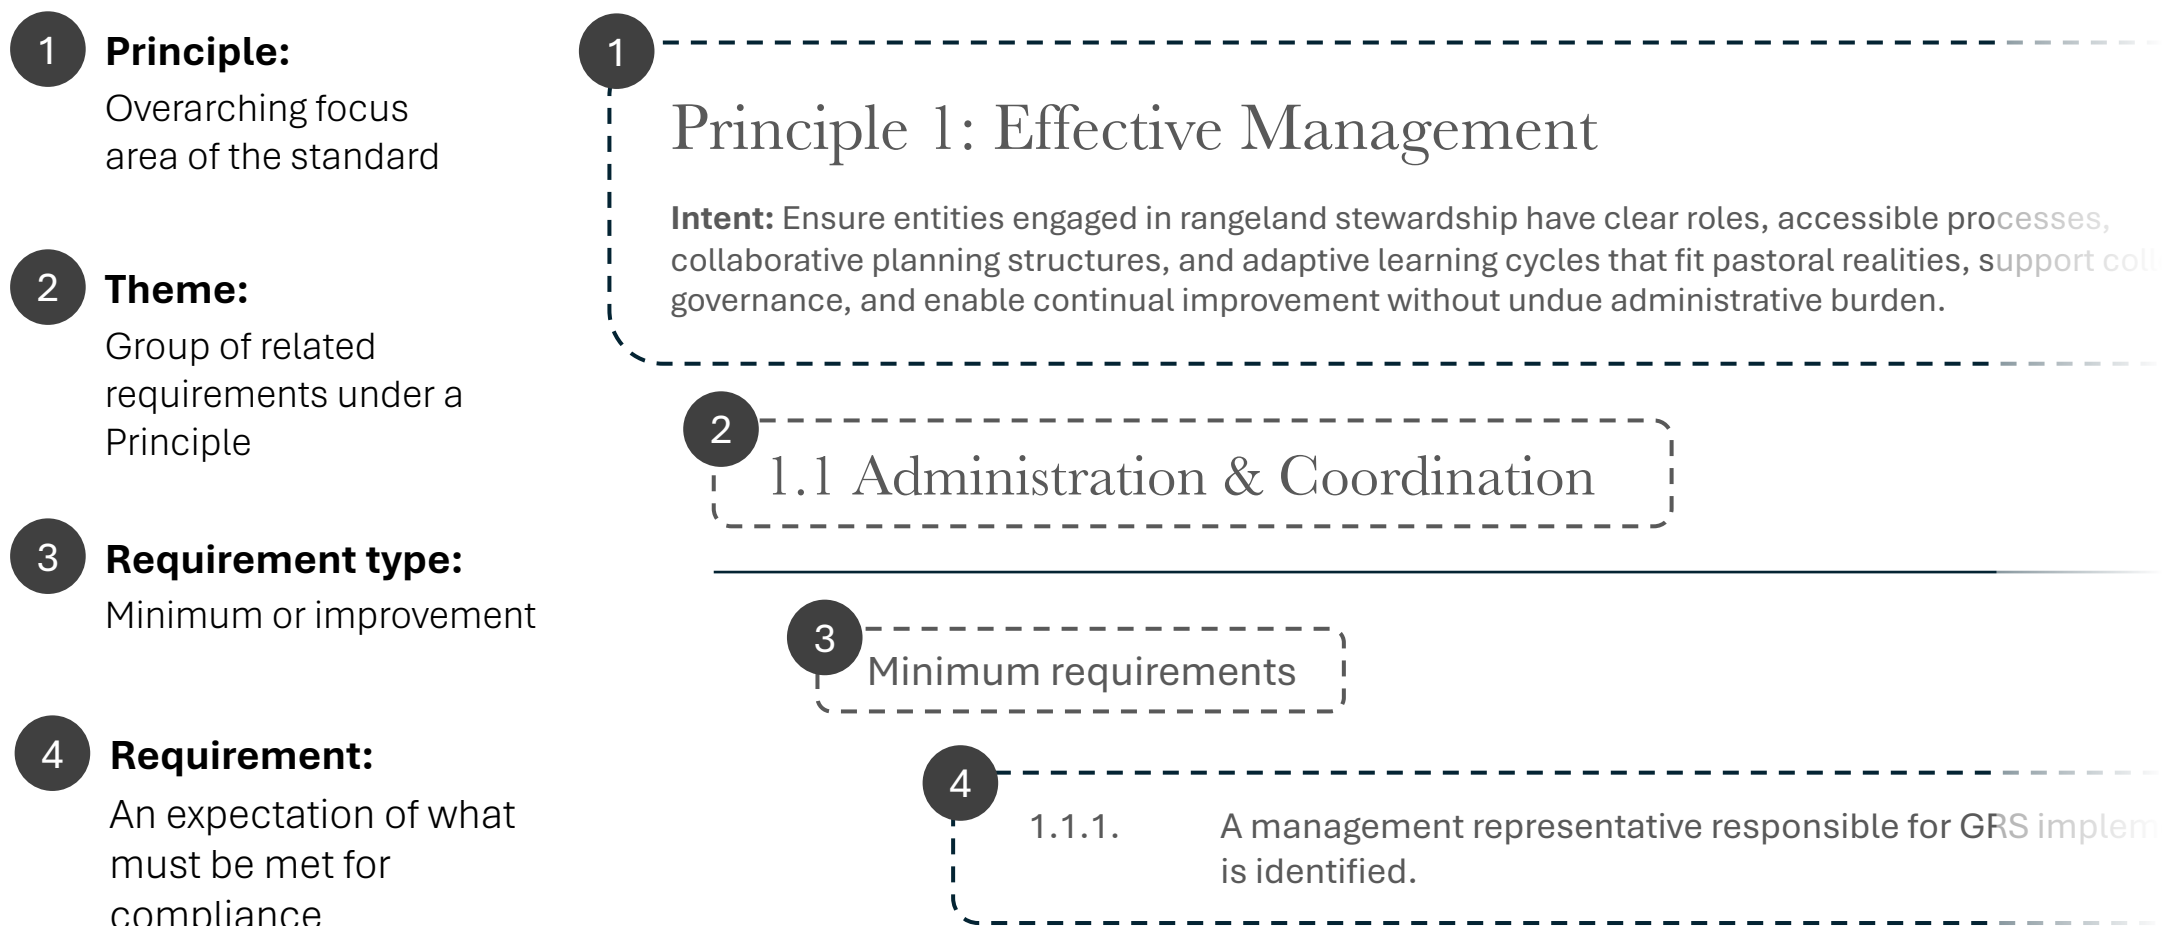 1 Principle:
Overarching focus
area of the standard
2 Theme:
Group of related
requirements under a
Principle
3 Requirement type:
Minimum or improvement
4 Requirement:
An expectation of what
must be met for
compliance
1
Principle 1: Effective Management
Intent: Ensure entities engaged in rangeland stewardship have clear roles, accessible processes,
collaborative planning structures, and adaptive learning cycles that fit pastoral realities, support
governance, and enable continual improvement without undue administrative burden.
2
1.1 Administration & Coordination
3
Minimum requirements
4
1.1.1. A management representative responsible for GRS
is identified.